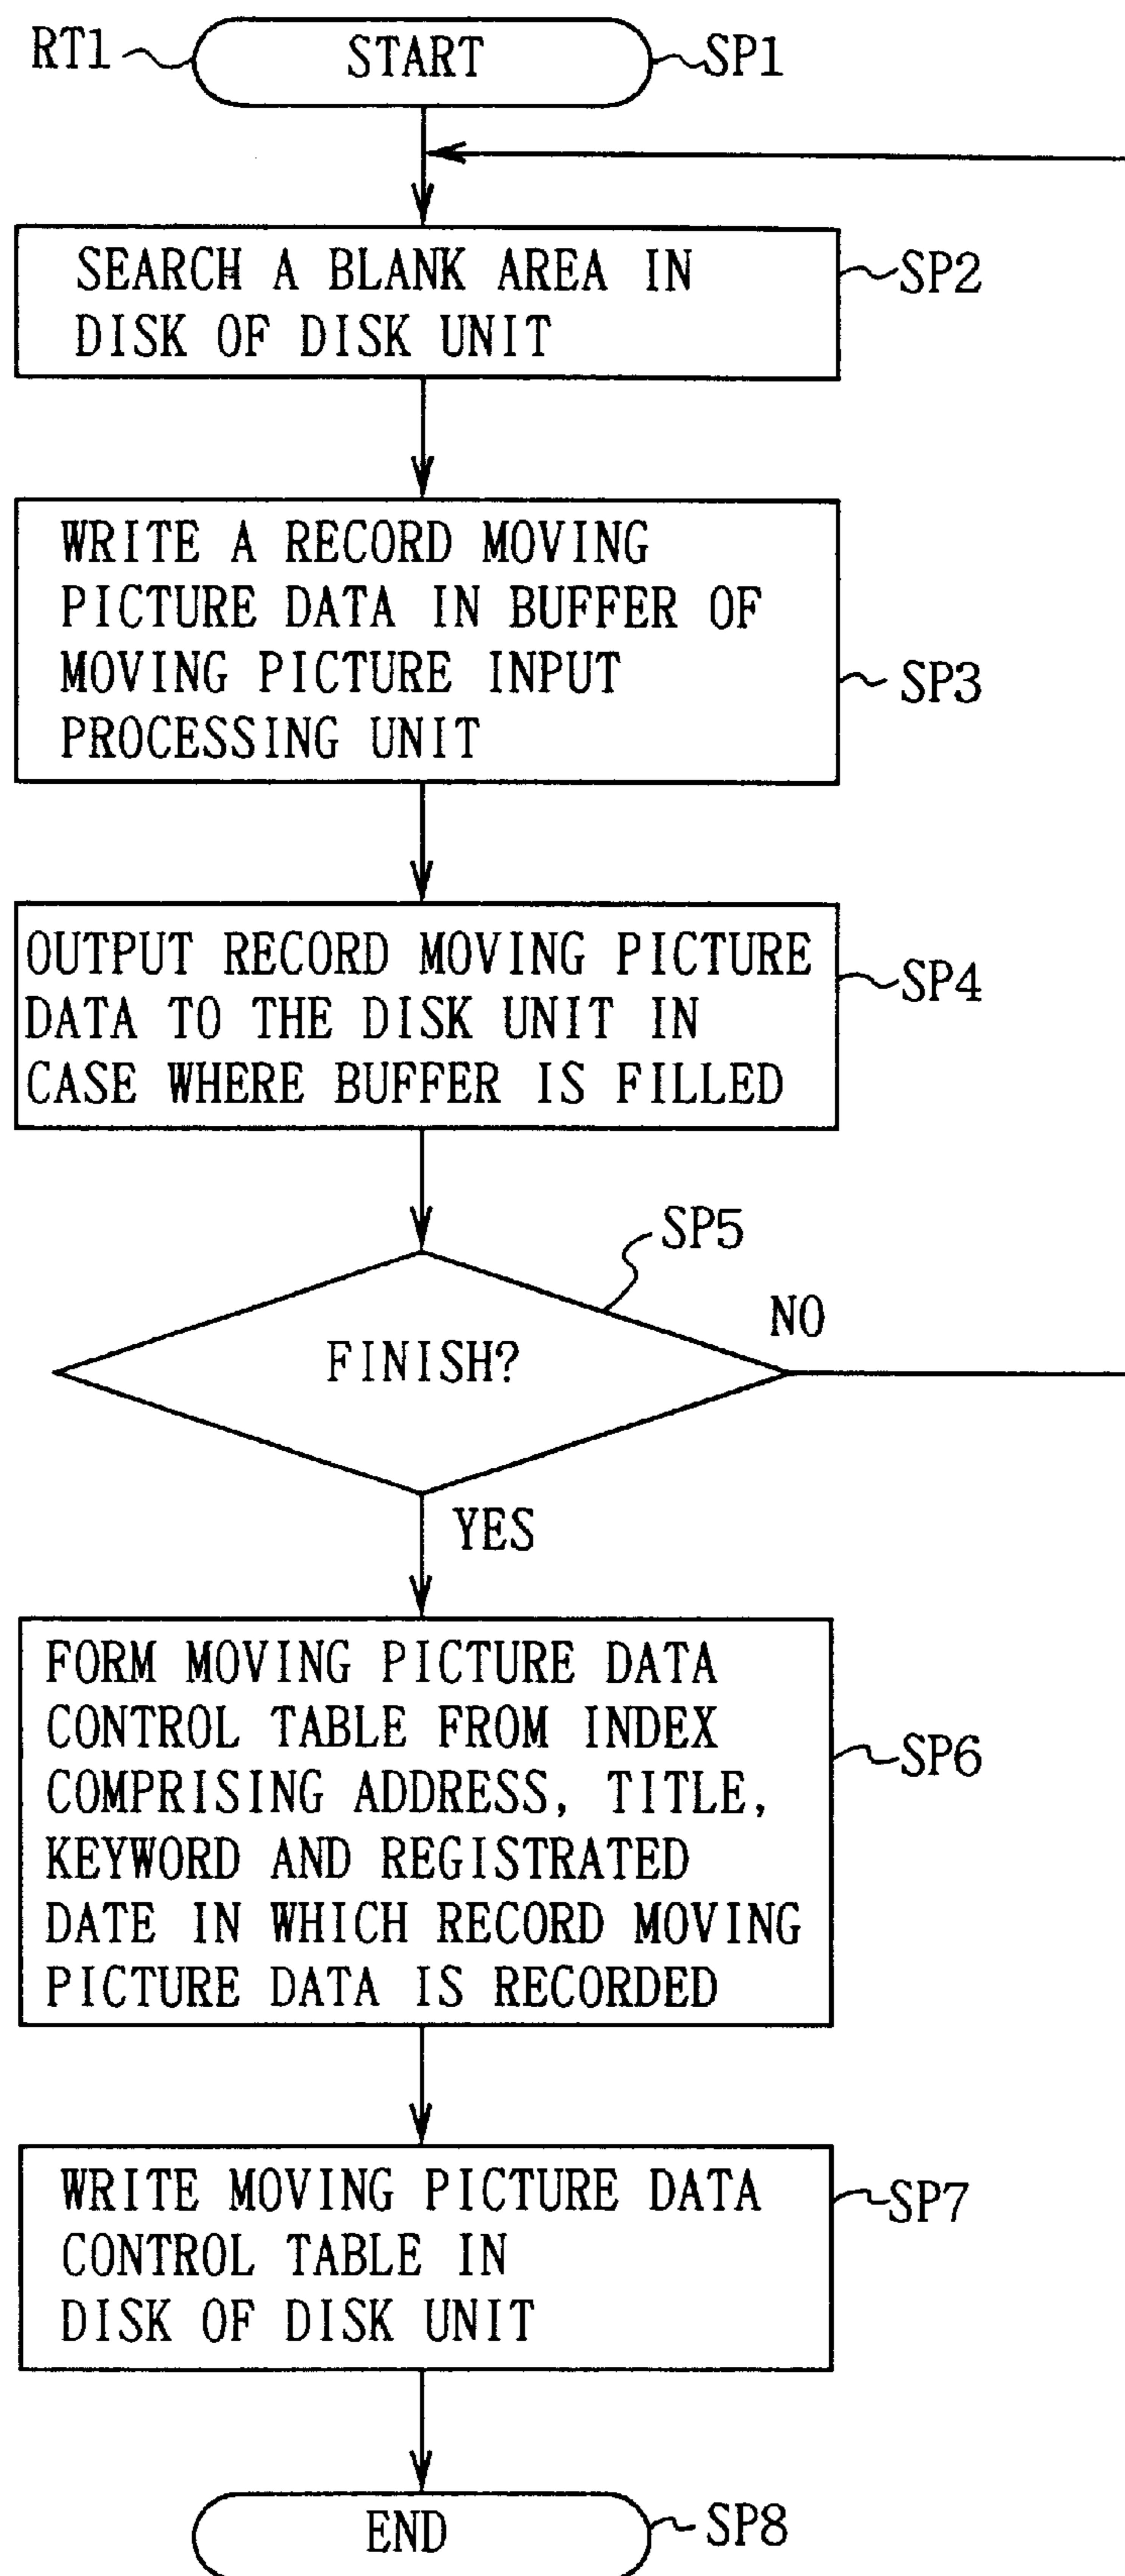 RT1
START
SP1
SEARCH A BLANK AREA IN
DISK OF DISK UNIT
SP2
WRITE A RECORD MOVING
PICTURE DATA IN BUFFER OF
MOVING PICTURE INPUT
PROCESSING UNIT
SP3
OUTPUT RECORD MOVING PICTURE
DATA TO THE DISK UNIT IN
CASE WHERE BUFFER IS FILLED
SP4
SP5
NO
FINISH?
YES
FORM MOVING PICTURE DATA
CONTROL TABLE FROM INDEX
COMPRISING ADDRESS, TITLE,
KEYWORD AND REGISTRATED
DATE IN WHICH RECORD MOVING
PICTURE DATA IS RECORDED
SP6
WRITE MOVING PICTURE DATA
CONTROL TABLE IN
DISK OF DISK UNIT
SP7
END
SP8